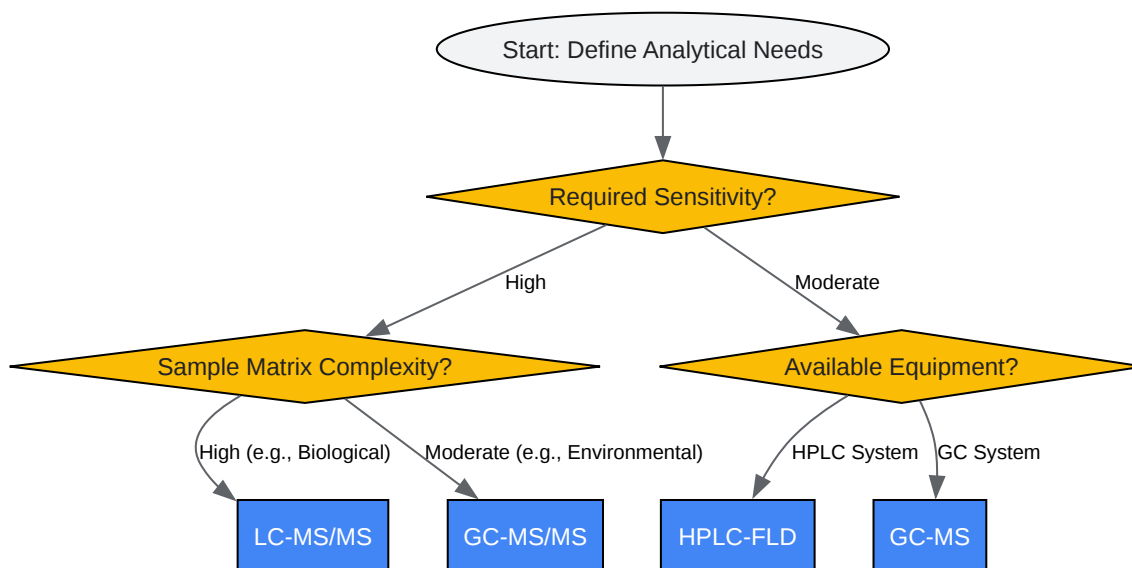 Start: Define Analytical Needs
Required Sensitivity?
High
Moderate
Sample Matrix Complexity?
Available Equipment?
High (e.g., Biological)
Moderate (e.g., Environmental)
HPLC System
GC System
LC-MS/MS
GC-MS/MS
HPLC-FLD
GC-MS